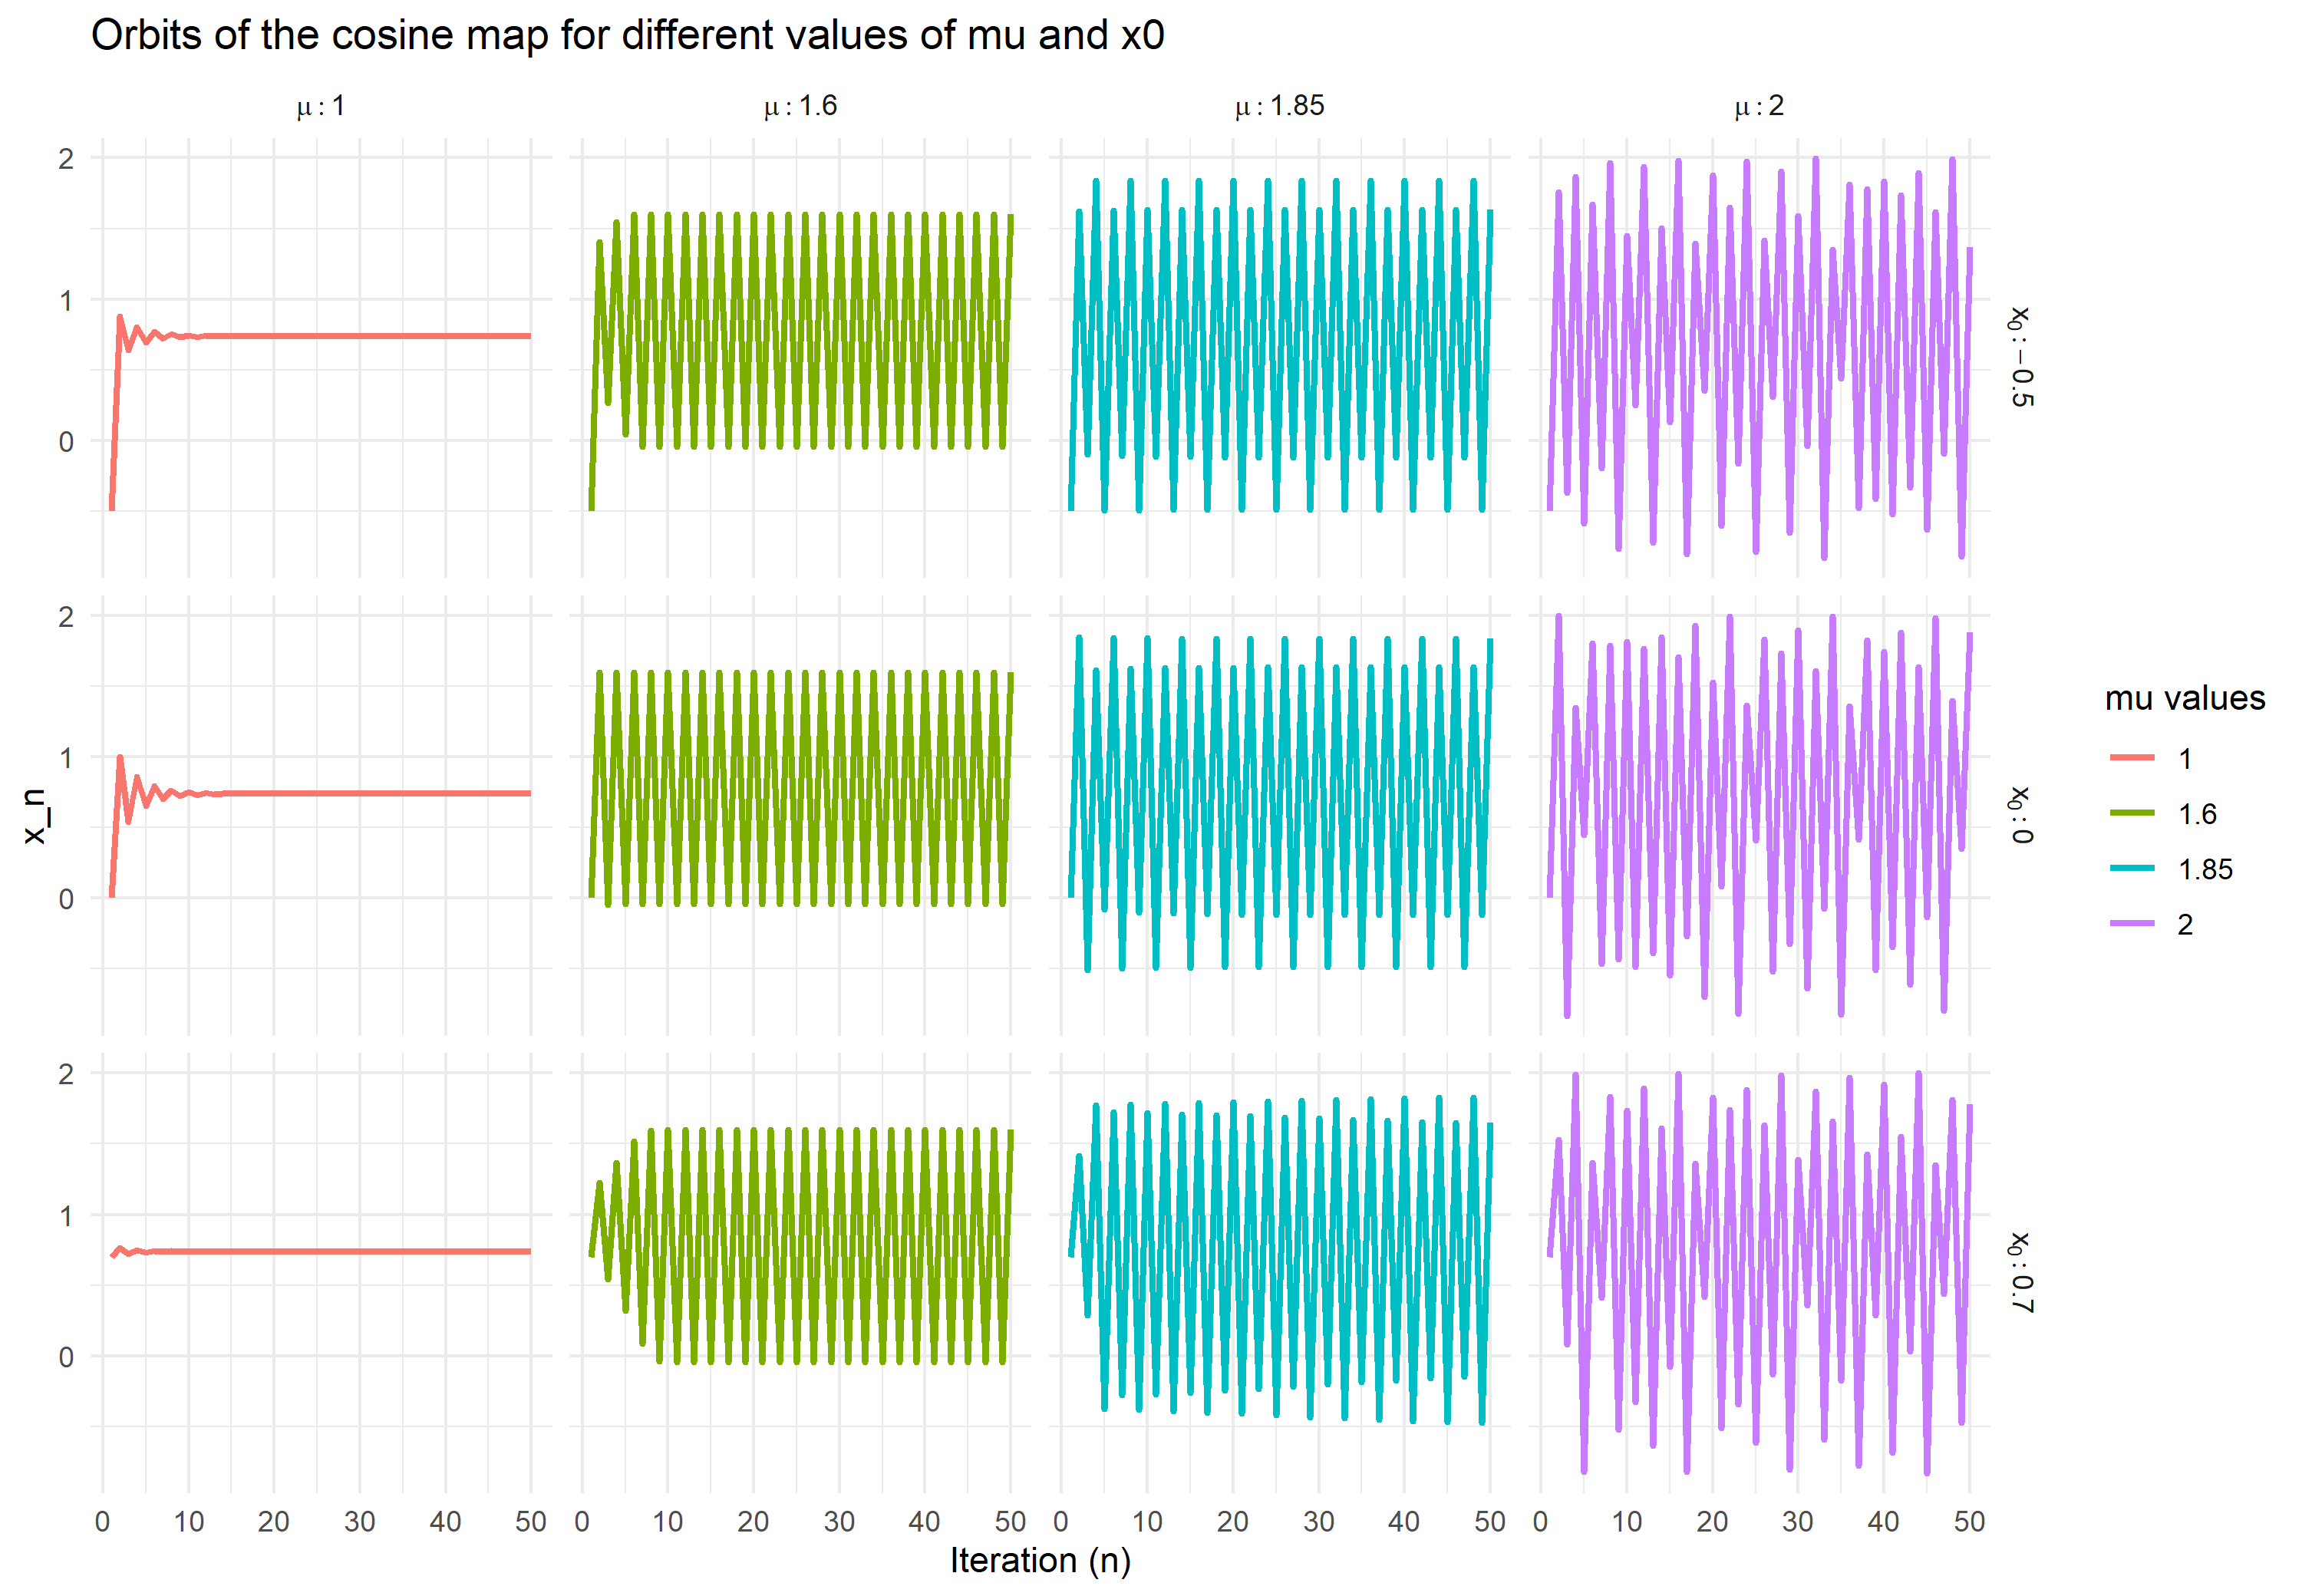 Orbits of the cosine map for different values of mu and x0
μ : 1
μ : 1.6
μ : 1.85
μ : 2
2
1
0
x₀ : −0.5
2
1
0
x₀ : 0
2
1
0
x₀ : 0.7
x_n
0 10 20 30 40 50
0 10 20 30 40 50
0 10 20 30 40 50
0 10 20 30 40 50
Iteration (n)
mu values
1
1.6
1.85
2